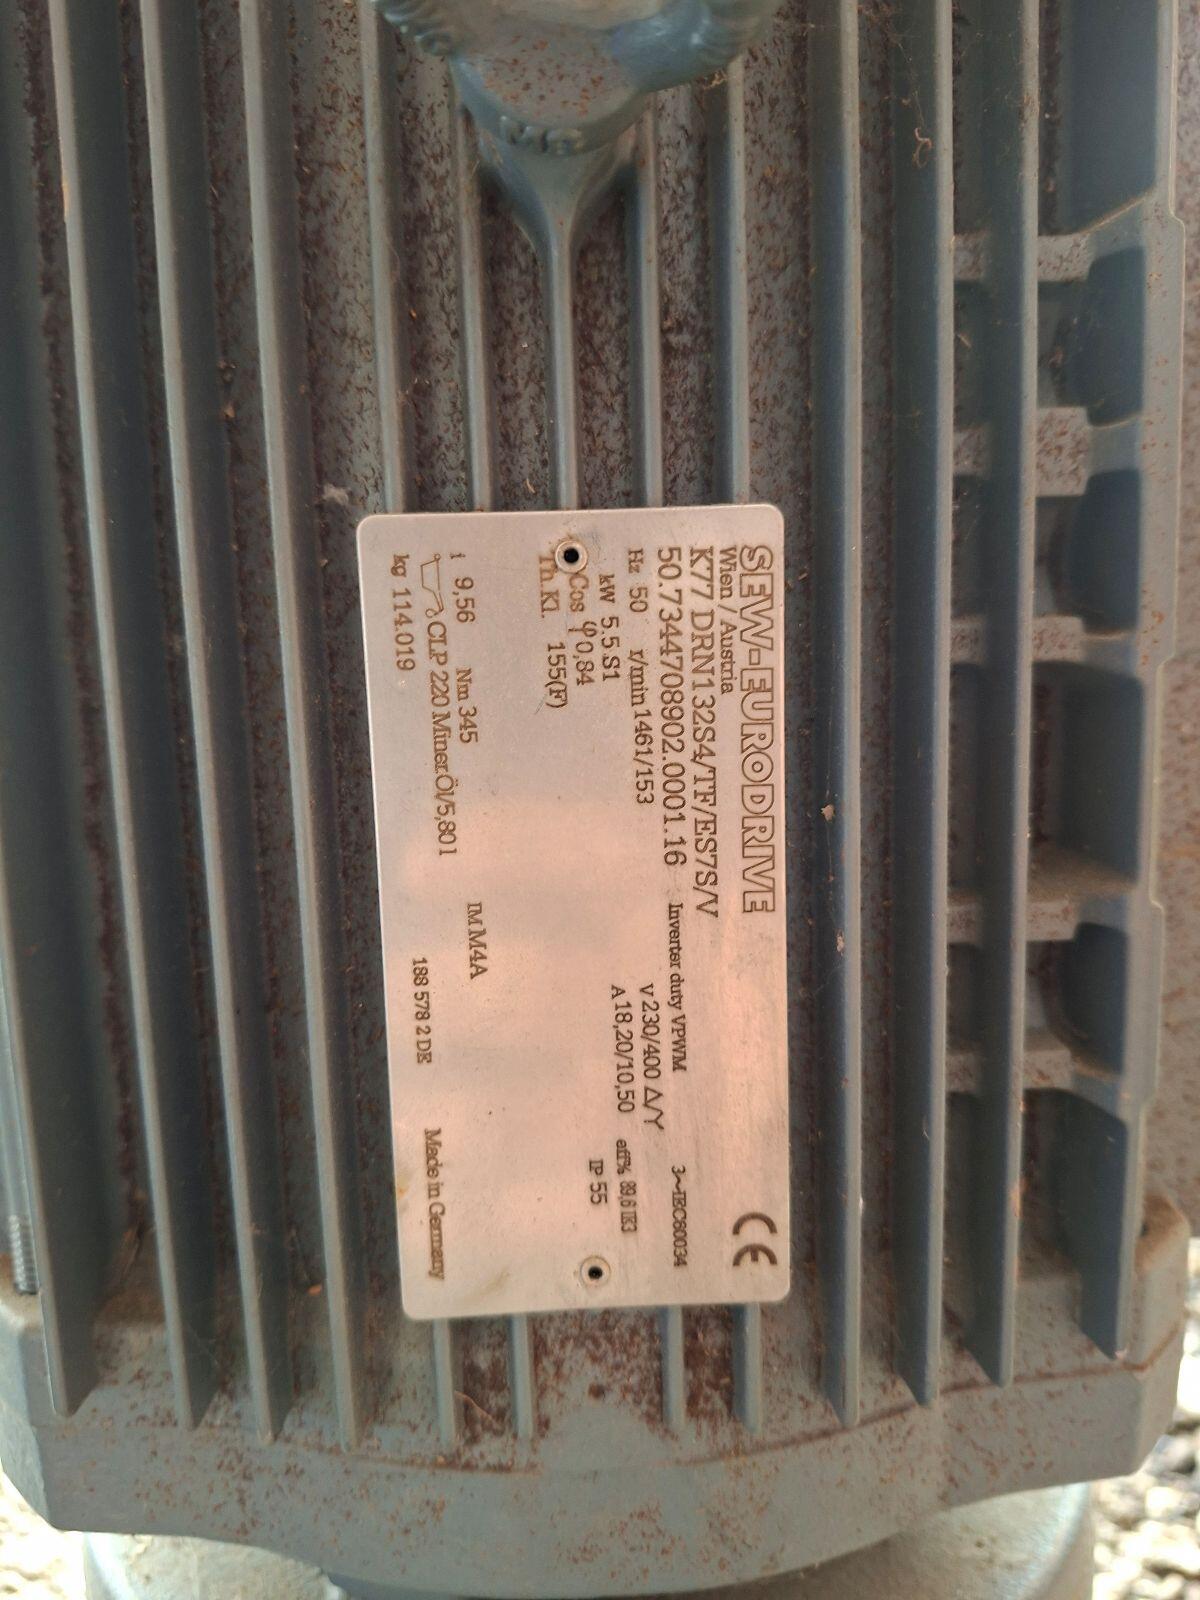 SEW-EURODRIVE
Wien / Austria
K77 DRN132S4/TF/ES7S/V
50.7344708902.0001.16 Inverter duty VPWM 3~IEC60034
Hz 50 r/min 1461/153 V 230/400 Δ/Y
kW 5.5 S1 A 18,20/10,50 eff% 89,6 IE3
Cos φ 0,84 IP 55
Th.Kl. 155(F)
i 9,56 Nm 345 IM M4A
CLP 220 Miner.Öl/5,80 l
kg 114.019 188 578 2 DE Made in Germany
CE